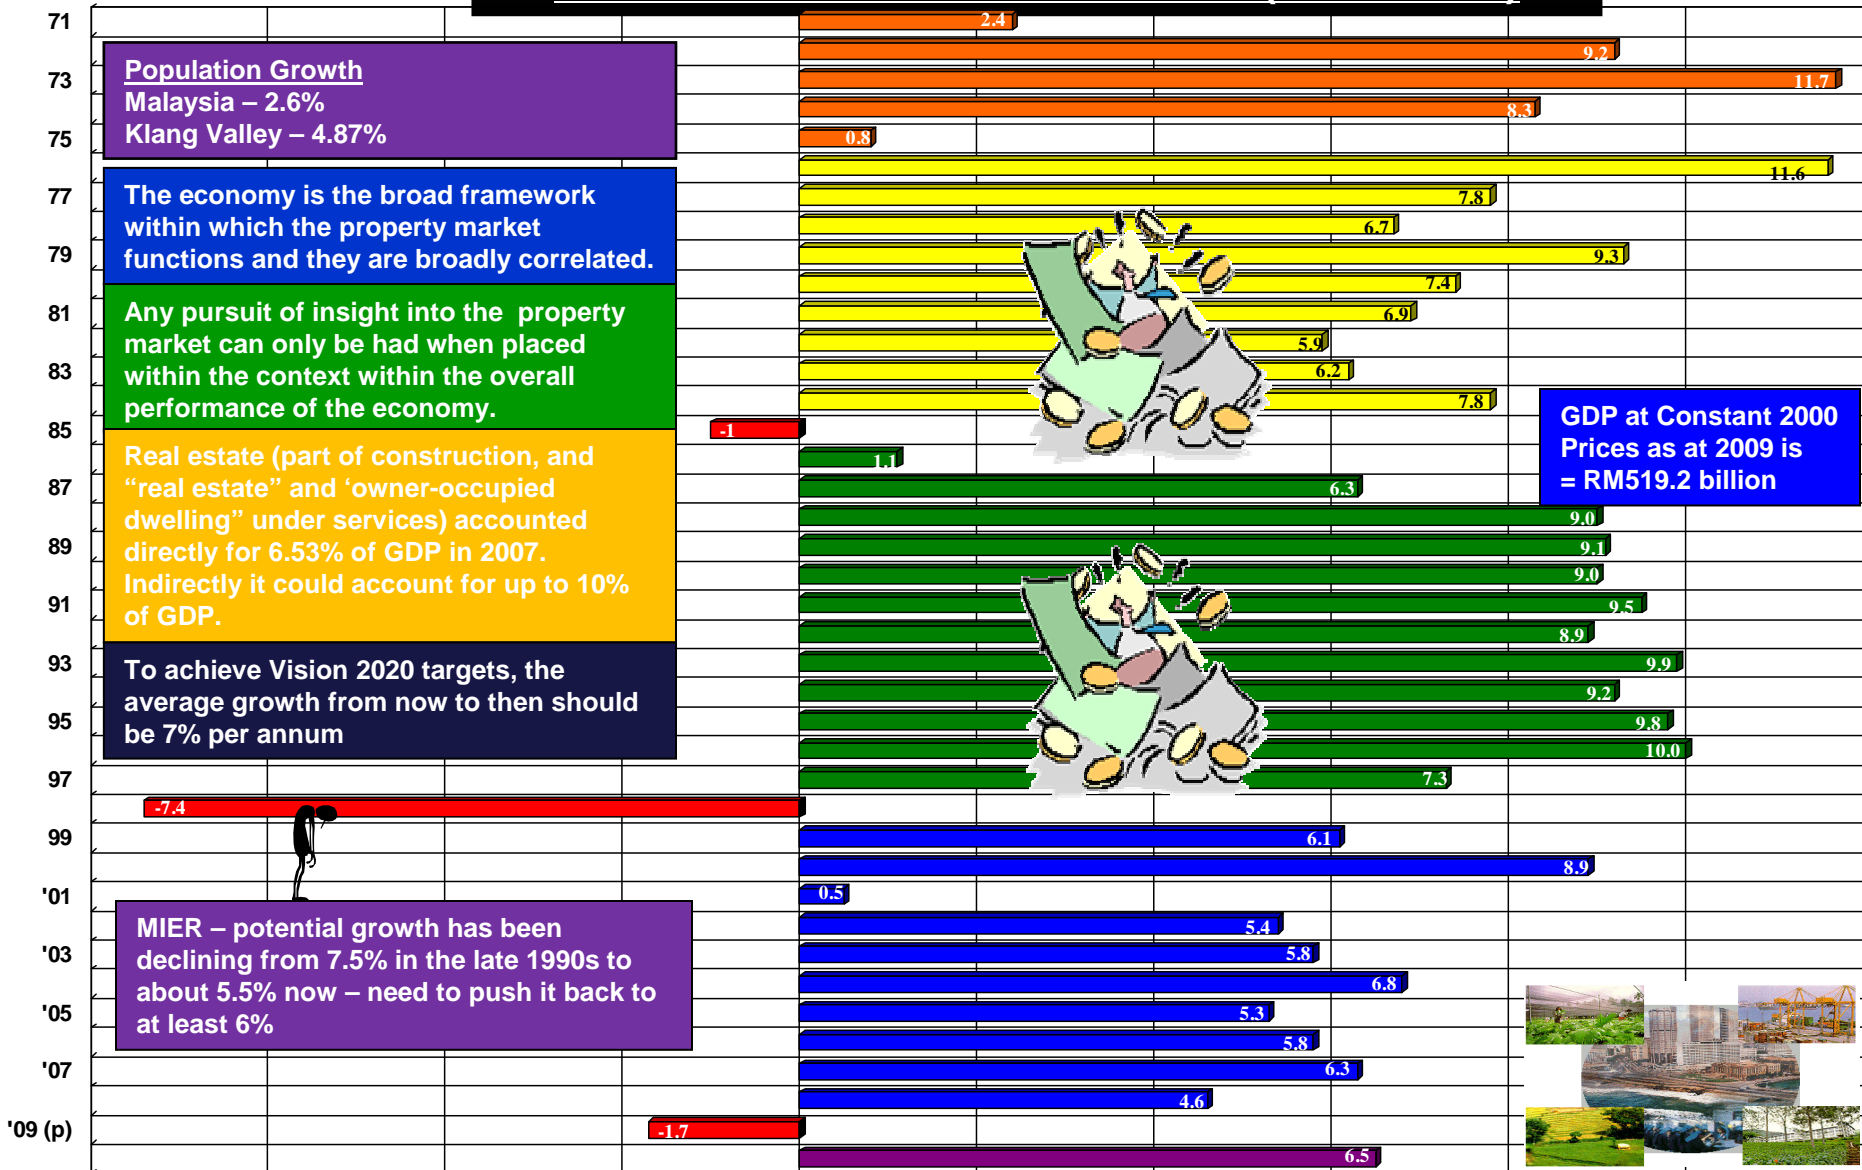 71
2.4
9.2
73
11.7
8.3
75
0.8
11.6
77
7.8
6.7
79
9.3
7.4
81
6.9
5.9
83
6.2
7.8
85
-1
1.1
87
6.3
9.0
89
9.1
9.0
91
9.5
8.9
93
9.9
9.2
95
9.8
10.0
97
7.3
-7.4
99
6.1
8.9
'01
0.5
5.4
'03
5.8
6.8
'05
5.3
5.8
'07
6.3
4.6
'09 (p)
-1.7
6.5
Population Growth
Malaysia – 2.6%
Klang Valley – 4.87%
The economy is the broad framework
within which the property market
functions and they are broadly correlated.
Any pursuit of insight into the property
market can only be had when placed
within the context within the overall
performance of the economy.
Real estate (part of construction, and
“real estate” and ‘owner-occupied
dwelling” under services) accounted
directly for 6.53% of GDP in 2007.
Indirectly it could account for up to 10%
of GDP.
To achieve Vision 2020 targets, the
average growth from now to then should
be 7% per annum
GDP at Constant 2000
Prices as at 2009 is
= RM519.2 billion
MIER – potential growth has been
declining from 7.5% in the late 1990s to
about 5.5% now – need to push it back to
at least 6%